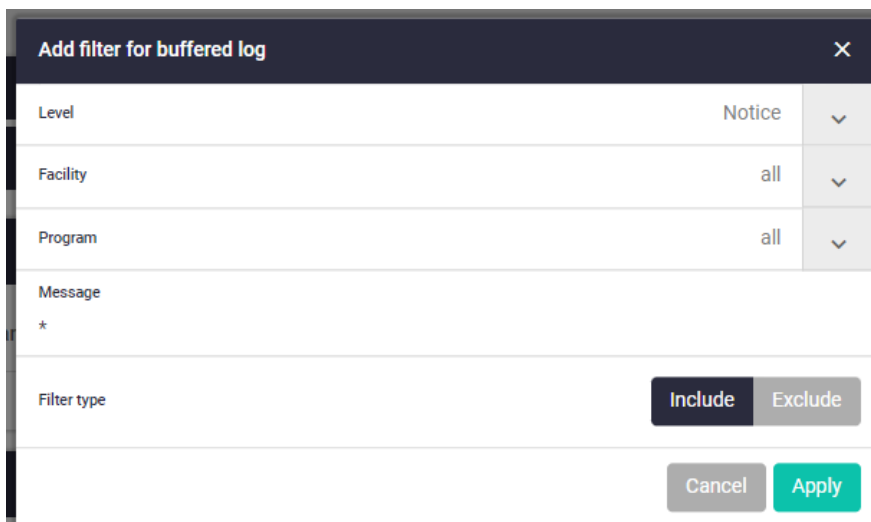 Add filter for buffered log ×
Level Notice
Facility all
Program all
Message
*
Filter type Include Exclude
Cancel Apply